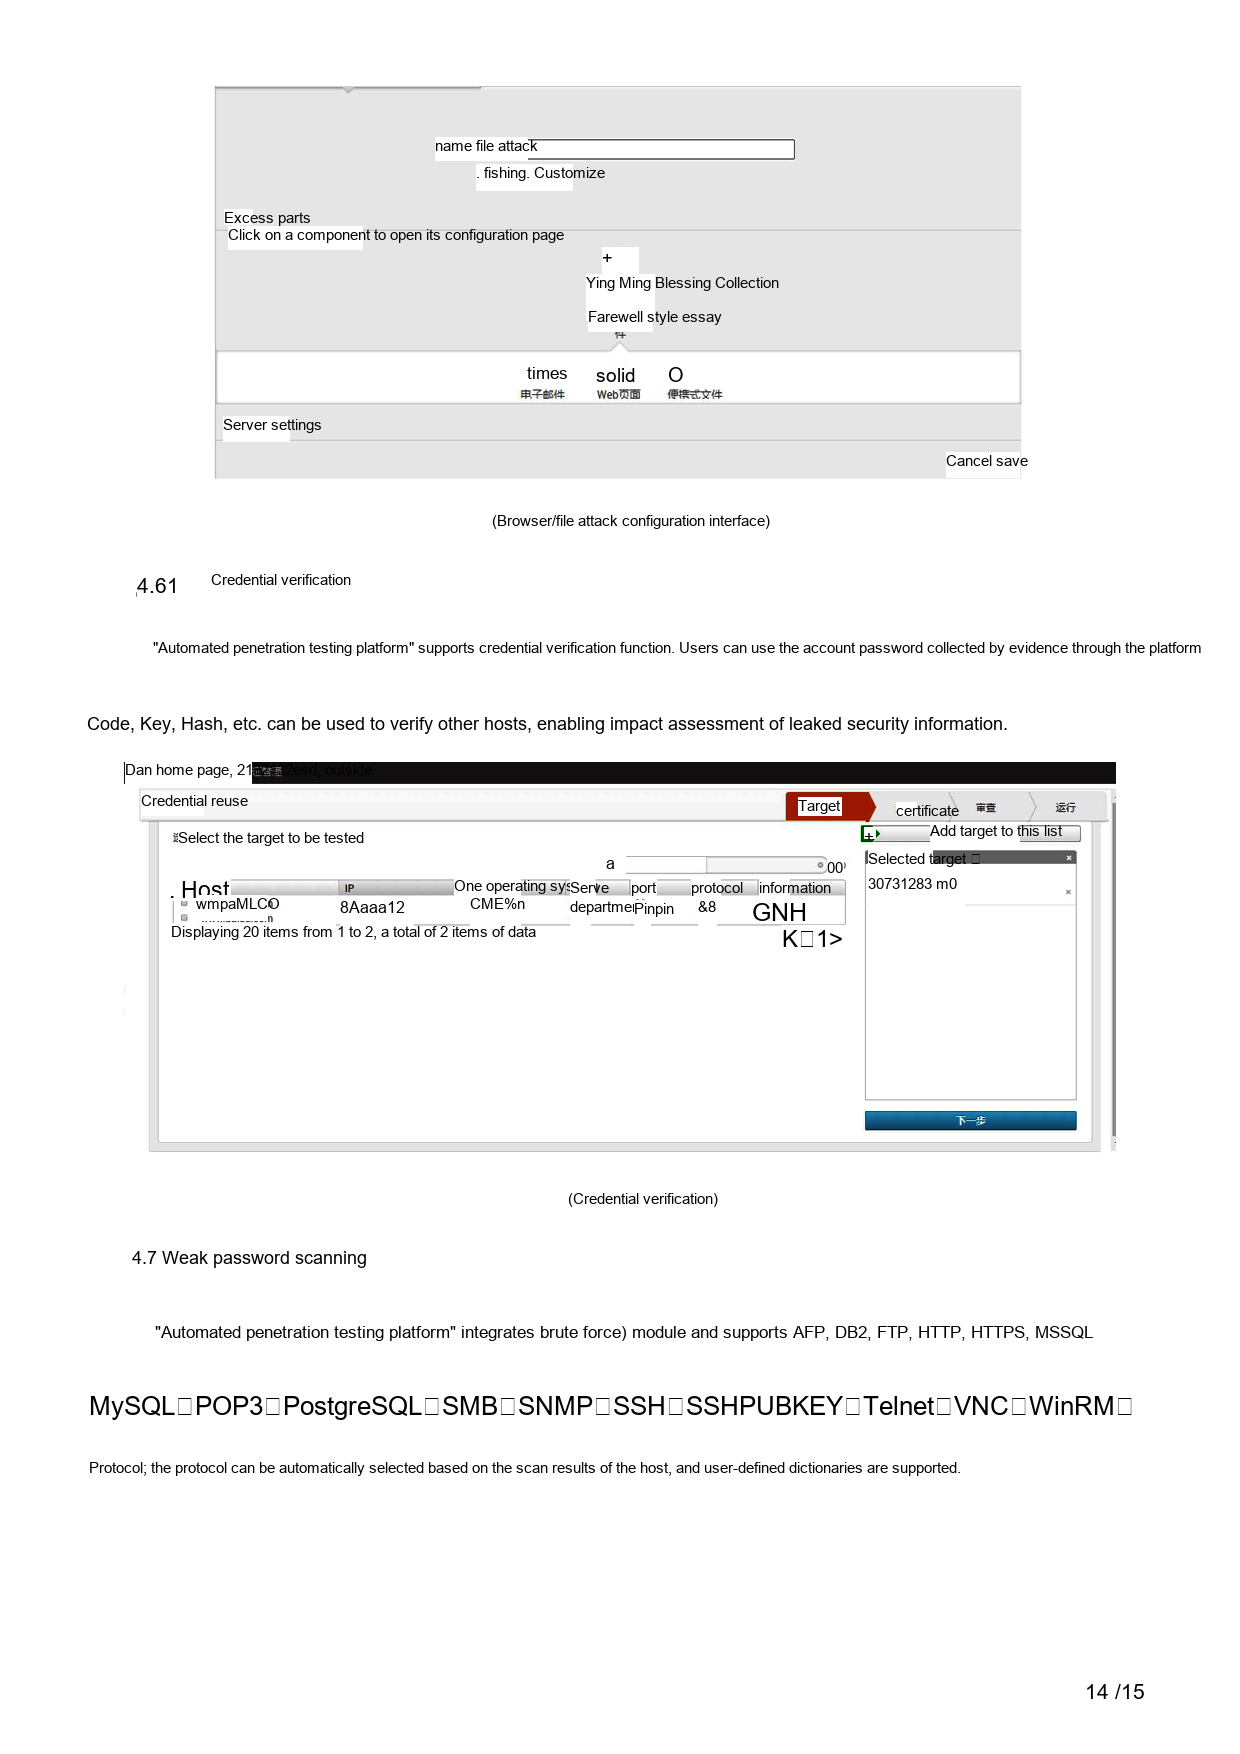 name file attack
. fishing. Customize
Excess parts
Click on a component to open its configuration page
+
Ying Ming Blessing Collection
Farewell style essay
件
times solid O
电子邮件 Web页面 便携式文件
Server settings
Cancel save
(Browser/file attack configuration interface)
4.61 Credential verification
"Automated penetration testing platform" supports credential verification function. Users can use the account password collected by evidence through the platform
Code, Key, Hash, etc. can be used to verify other hosts, enabling impact assessment of leaked security information.
Dan home page, 21 outside
Credential reuse
Target certificate 审查 运行
Select the target to be tested
+ Add target to this list
a
00
Selected target
. Host IP One operating sys Serve port protocol information
30731283 m0
wmpaMLCO 8Aaaa12 CME%n departme Pinpin &8 GNH
Displaying 20 items from 1 to 2, a total of 2 items of data
K□1>
下一步
(Credential verification)
4.7 Weak password scanning
"Automated penetration testing platform" integrates brute force) module and supports AFP, DB2, FTP, HTTP, HTTPS, MSSQL
MySQL□POP3□PostgreSQL□SMB□SNMP□SSH□SSHPUBKEY□Telnet□VNC□WinRM□
Protocol; the protocol can be automatically selected based on the scan results of the host, and user-defined dictionaries are supported.
14 /15